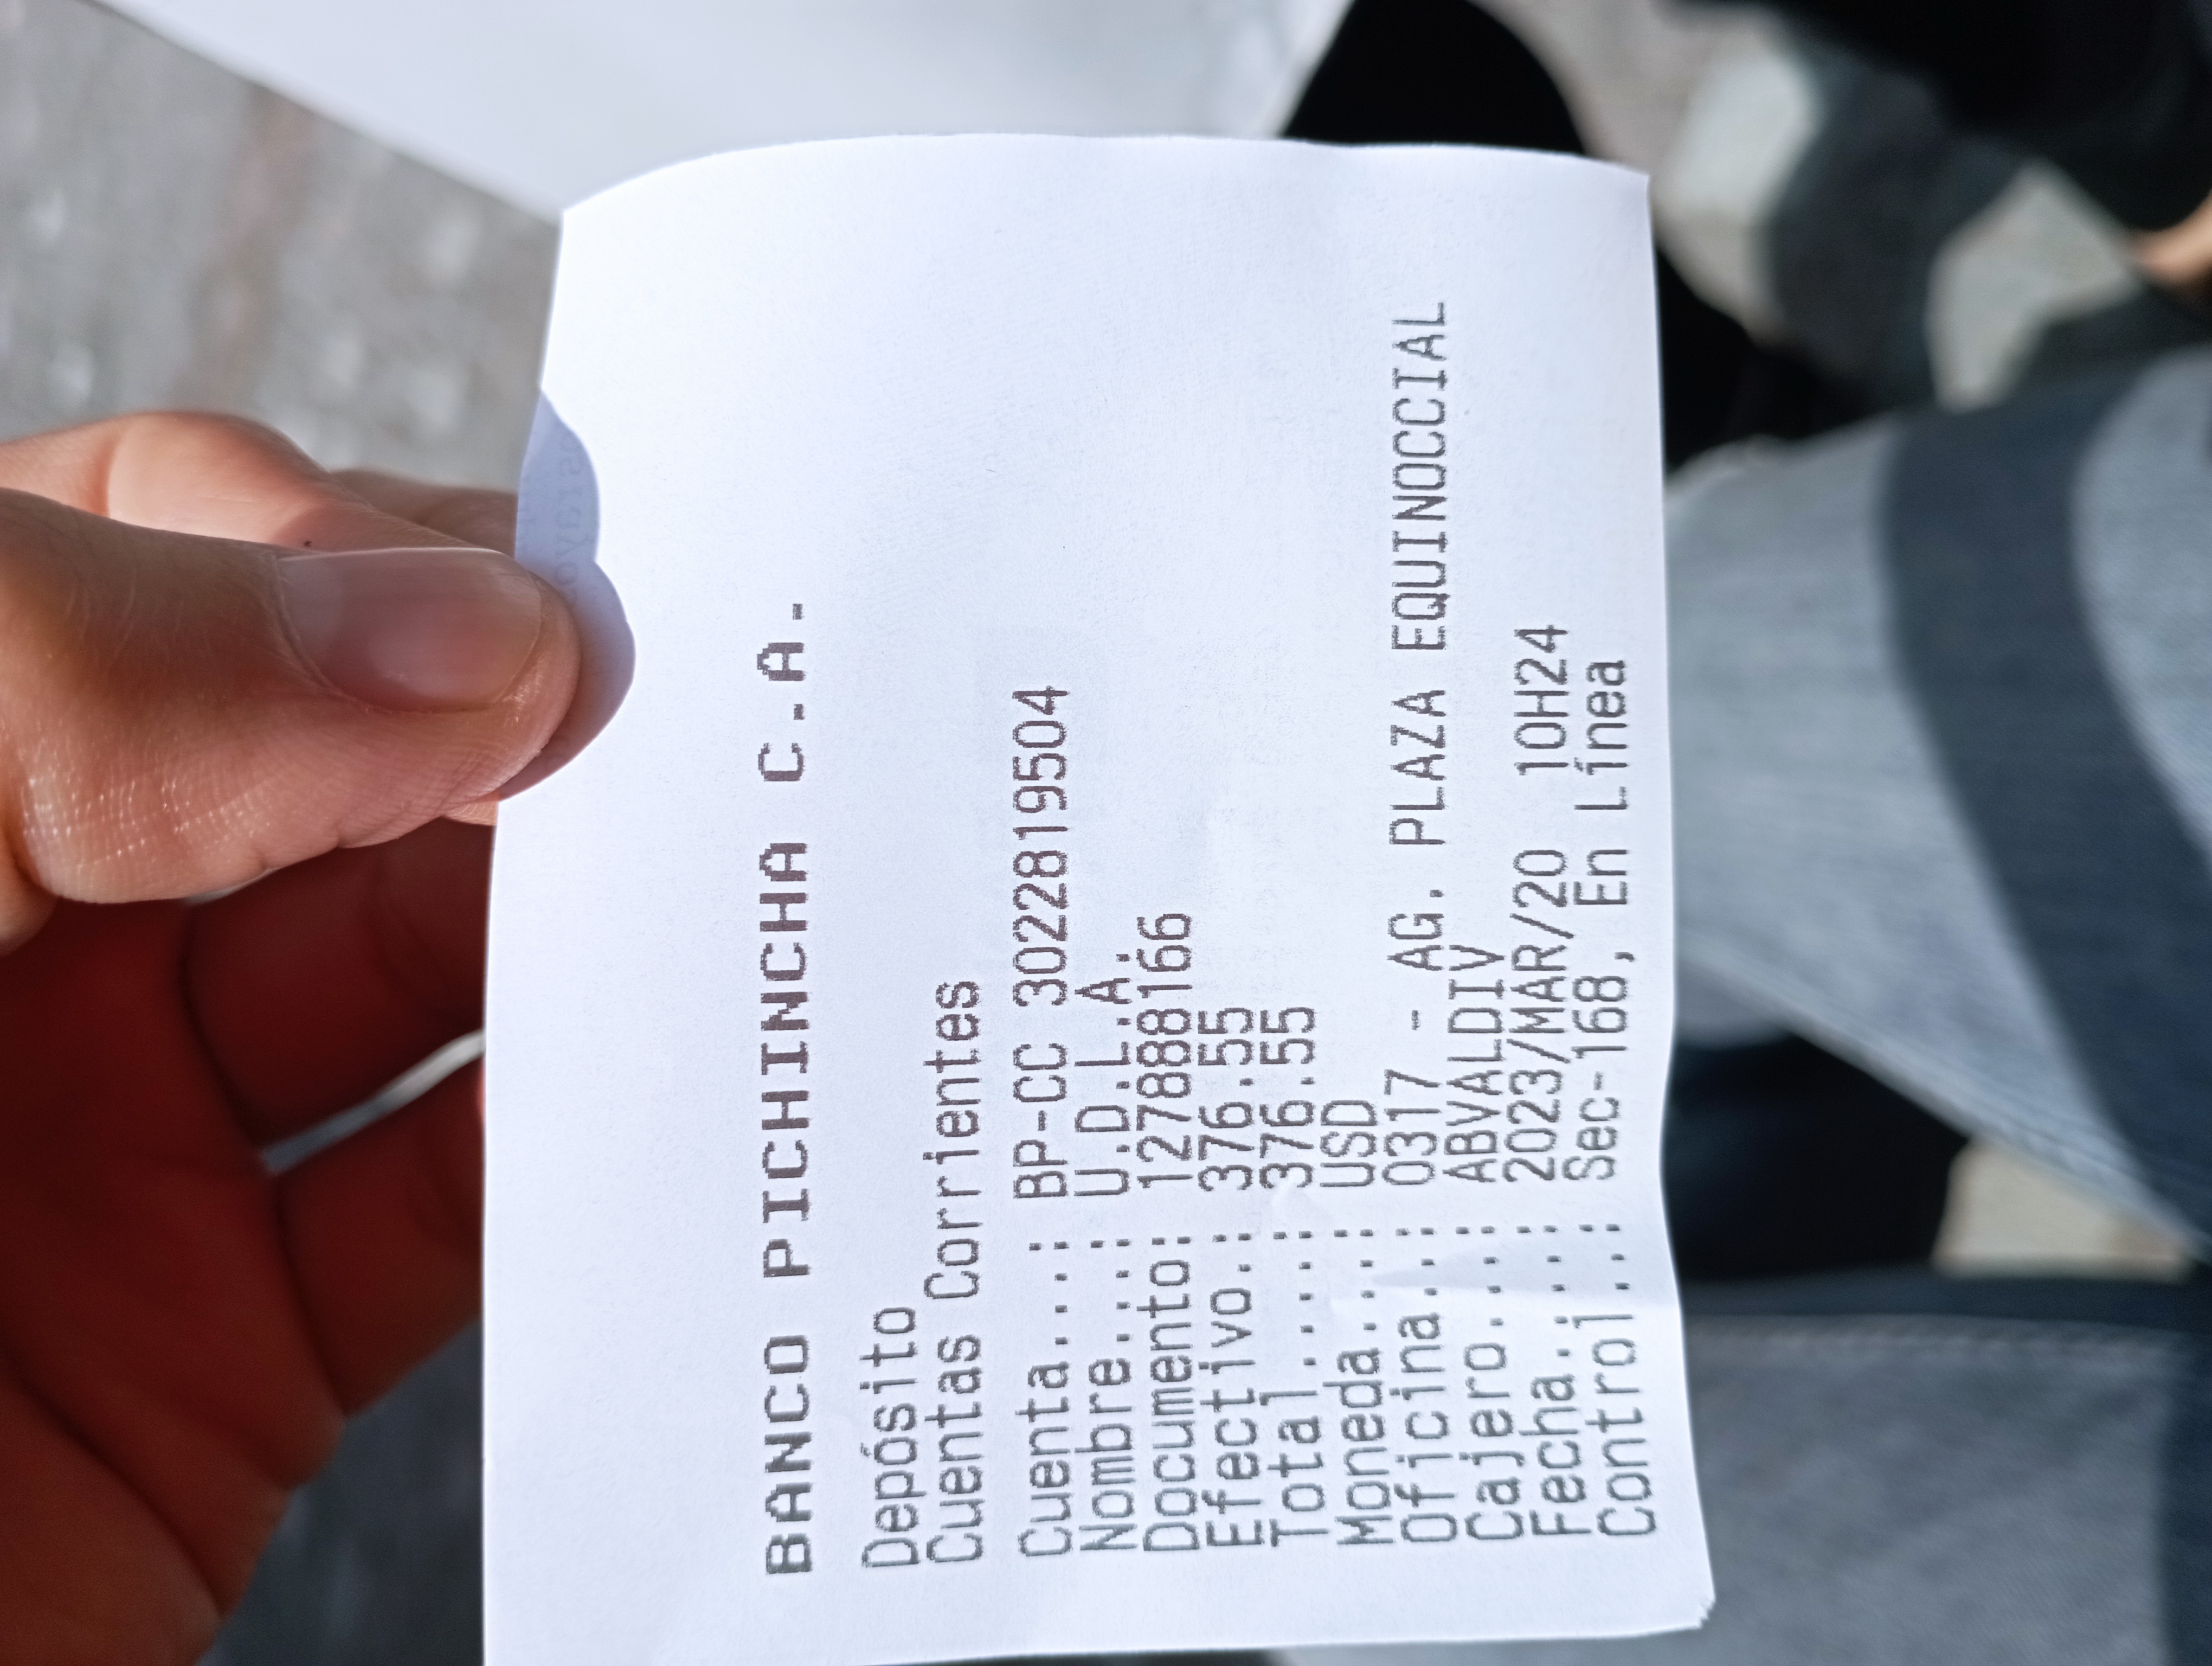 BANCO PICHINCHA C.A.
Depósito
Cuentas Corrientes
Cuenta....: BP-CC 3022819504
Nombre....: U.D.L.A.
Documento: 127888166
Efectivo.: 376.55
Total.....: 376.55
Moneda....: USD
Oficina...: 0317 - AG. PLAZA EQUINOCCIAL
Cajero....: ABVALDIV
Fecha.....: 2023/MAR/20 10H24
Control...: Sec-168, En Línea